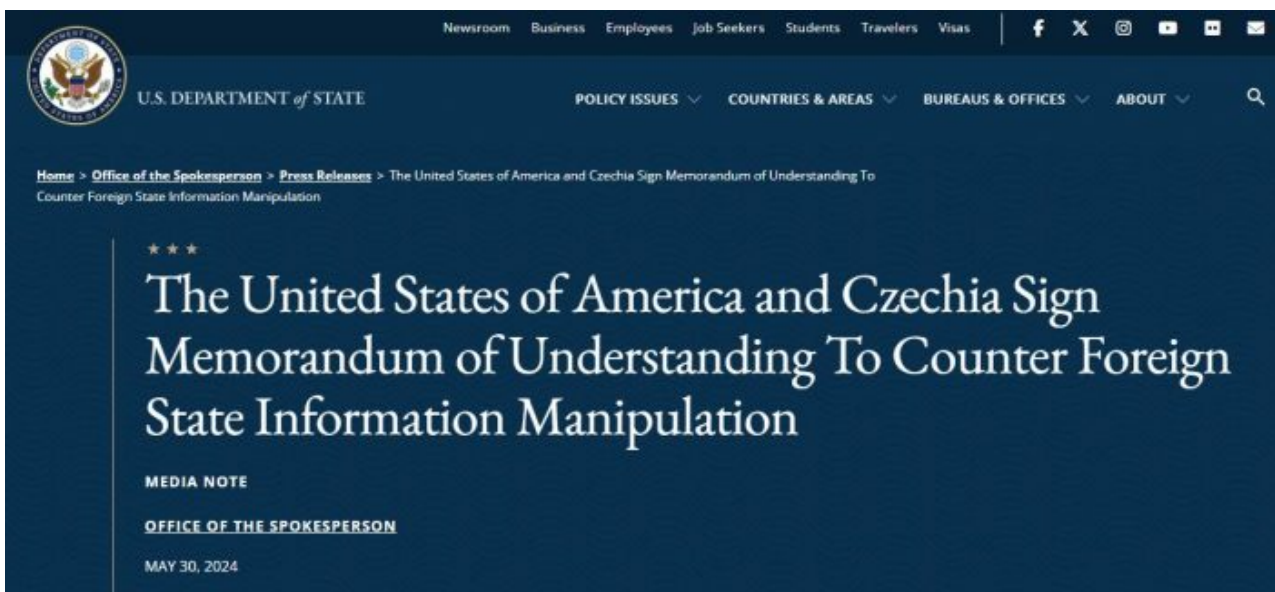 Newsroom Business Employees Job Seekers Students Travelers Visas
U.S. DEPARTMENT of STATE
POLICY ISSUES COUNTRIES & AREAS BUREAUS & OFFICES ABOUT
Home > Office of the Spokesperson > Press Releases > The United States of America and Czechia Sign Memorandum of Understanding To
Counter Foreign State Information Manipulation
The United States of America and Czechia Sign
Memorandum of Understanding To Counter Foreign
State Information Manipulation
MEDIA NOTE
OFFICE OF THE SPOKESPERSON
MAY 30, 2024